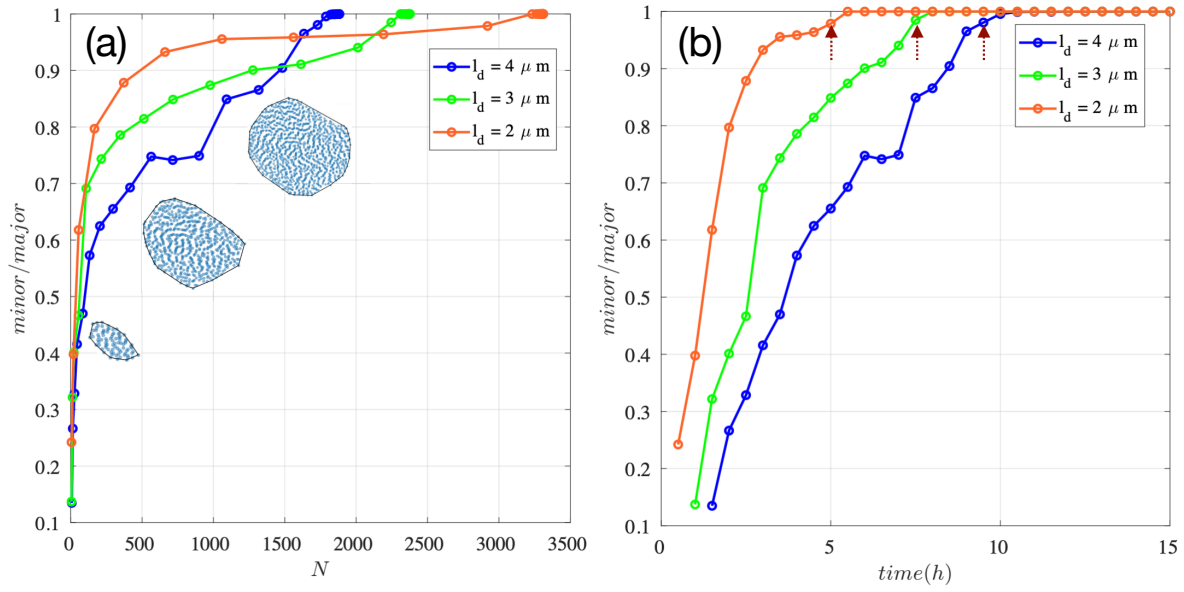 (a)
1
0.9
0.8
0.7
0.6
0.5
0.4
0.3
0.2
0.1
minor/major
0
500
1000
1500
2000
2500
3000
3500
N
l_d = 4 μ m
l_d = 3 μ m
l_d = 2 μ m
(b)
1
0.9
0.8
0.7
0.6
0.5
0.4
0.3
0.2
0.1
minor/major
0
5
10
15
time(h)
l_d = 4 μ m
l_d = 3 μ m
l_d = 2 μ m